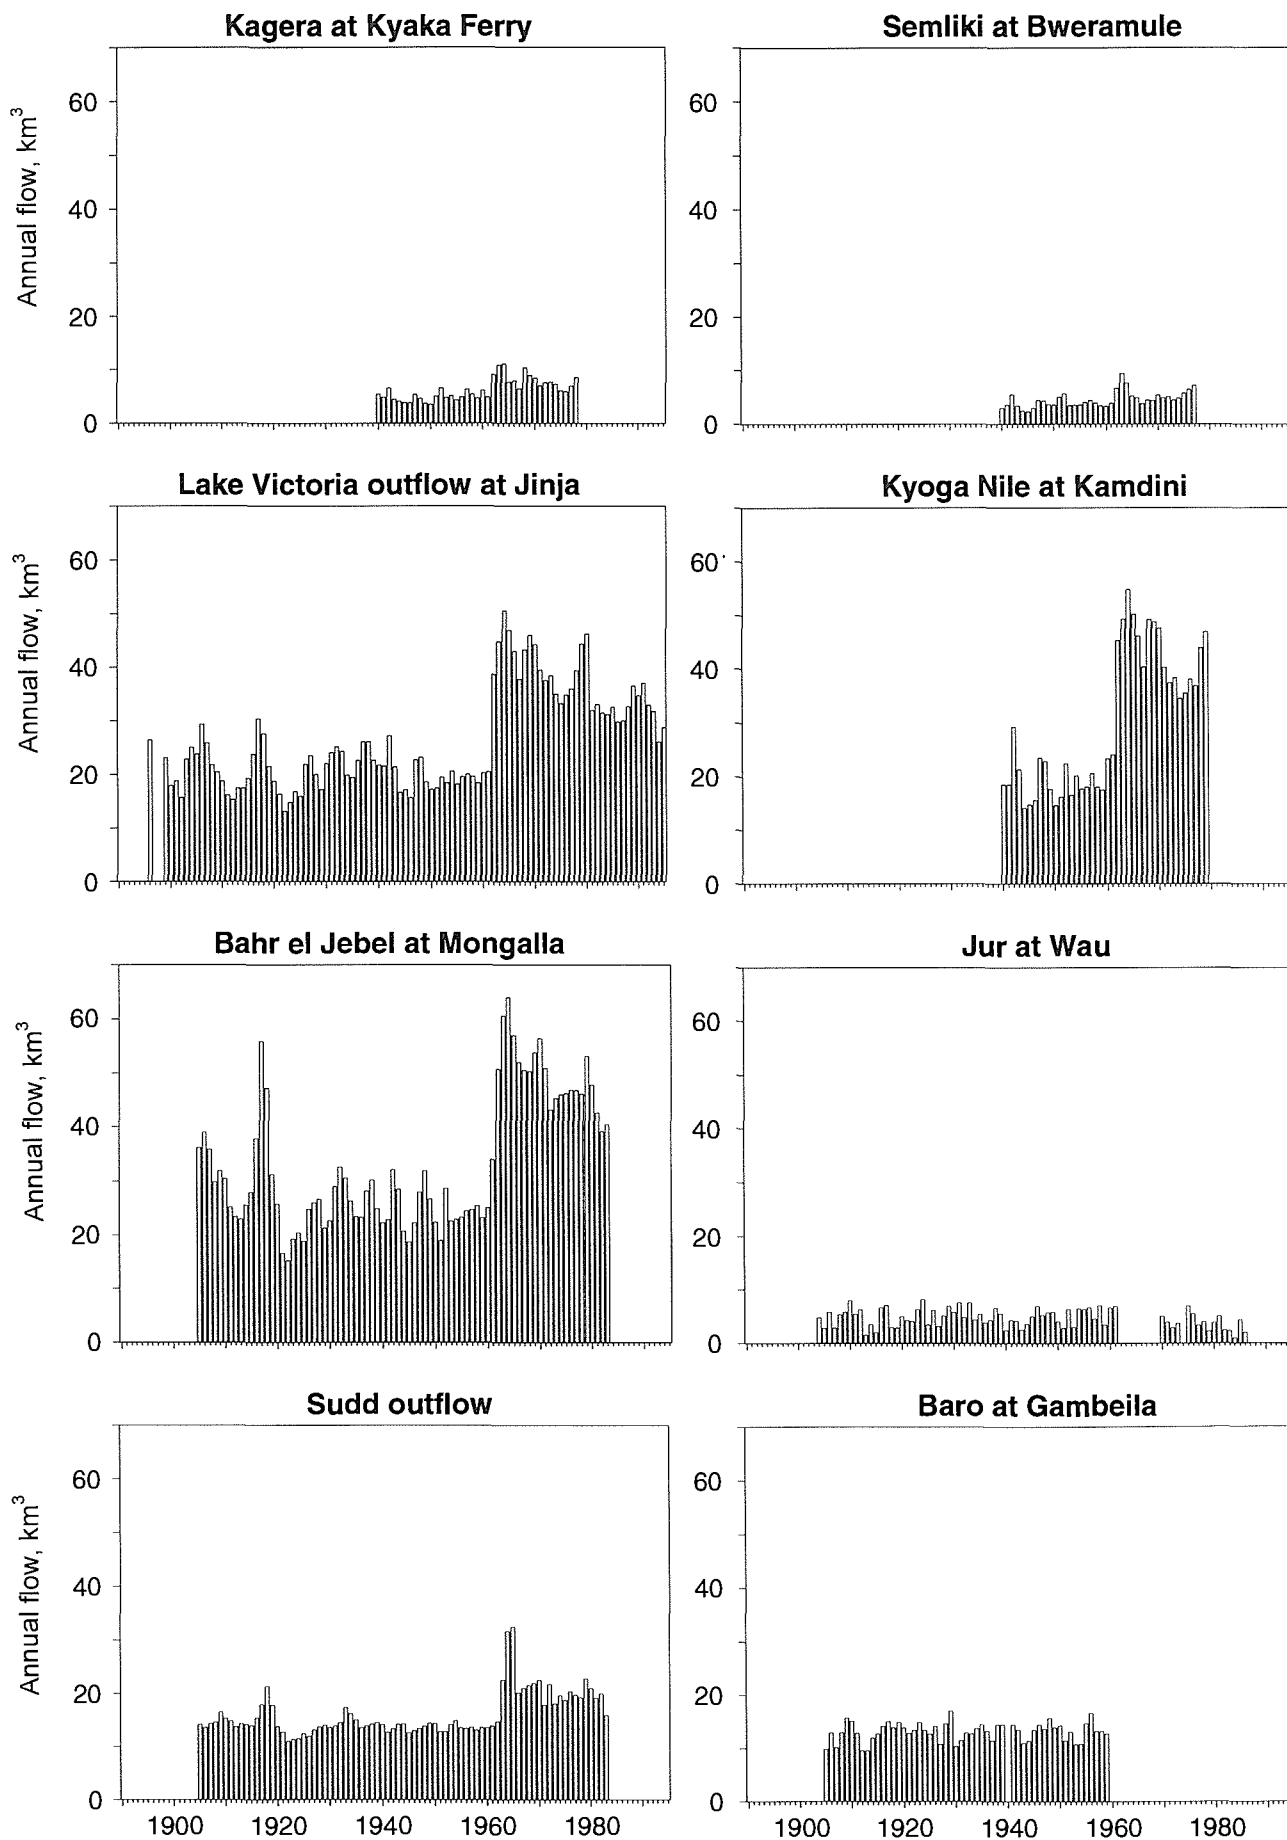 Kagera at Kyaka Ferry
Annual flow, km³
60
40
20
0
Semliki at Bweramule
60
40
20
0
Lake Victoria outflow at Jinja
Annual flow, km³
60
40
20
0
Kyoga Nile at Kamdini
60
40
20
0
Bahr el Jebel at Mongalla
Annual flow, km³
60
40
20
0
Jur at Wau
60
40
20
0
Sudd outflow
Annual flow, km³
60
40
20
0
1900 1920 1940 1960 1980
Baro at Gambeila
60
40
20
0
1900 1920 1940 1960 1980